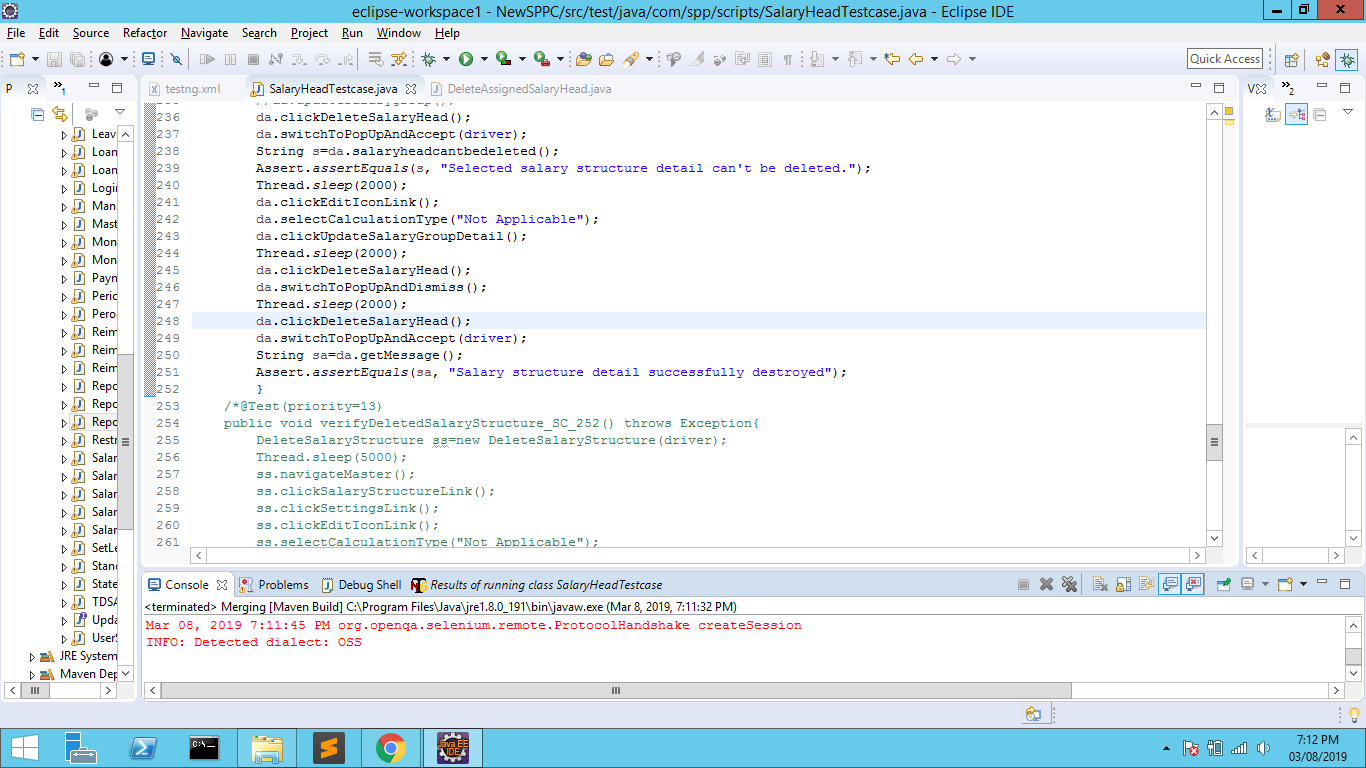 eclipse-workspace1 - NewSPPC/src/test/java/com/spp/scripts/SalaryHeadTestcase.java - Eclipse IDE
File Edit Source Refactor Navigate Search Project Run Window Help
Quick Access
P »1
testng.xml SalaryHeadTestcase.java DeleteAssignedSalaryHead.java
V »2
Leav
Loan
Loan
Logi
Man
Mast
Mon
Mon
Payn
Peric
Pero
Reim
Reim
Reim
Repo
Repo
Repo
Restr
Salar
Salar
Salar
Salar
Salar
SetLe
Stand
State
TDSA
Upda
UserS
JRE System
Maven Dep
236 da.clickDeleteSalaryHead();
237 da.switchToPopUpAndAccept(driver);
238 String s=da.salaryheadcantbedeleted();
239 Assert.assertEquals(s, "Selected salary structure detail can't be deleted.");
240 Thread.sleep(2000);
241 da.clickEditIconLink();
242 da.selectCalculationType("Not Applicable");
243 da.clickUpdateSalaryGroupDetail();
244 Thread.sleep(2000);
245 da.clickDeleteSalaryHead();
246 da.switchToPopUpAndDismiss();
247 Thread.sleep(2000);
248 da.clickDeleteSalaryHead();
249 da.switchToPopUpAndAccept(driver);
250 String sa=da.getMessage();
251 Assert.assertEquals(sa, "Salary structure detail successfully destroyed");
252 }
253 /*@Test(priority=13)
254 public void verifyDeletedSalaryStructure_SC_252() throws Exception{
255 DeleteSalaryStructure ss=new DeleteSalaryStructure(driver);
256 Thread.sleep(5000);
257 ss.navigateMaster();
258 ss.clickSalaryStructureLink();
259 ss.clickSettingsLink();
260 ss.clickEditIconLink();
261 ss.selectCalculationType("Not Applicable");
Console Problems Debug Shell Results of running class SalaryHeadTestcase
<terminated> Merging [Maven Build] C:\Program Files\Java\jre1.8.0_191\bin\javaw.exe (Mar 8, 2019, 7:11:32 PM)
Mar 08, 2019 7:11:45 PM org.openqa.selenium.remote.ProtocolHandshake createSession
INFO: Detected dialect: OSS
C:\_
Java EE
IDE
7:12 PM
03/08/2019